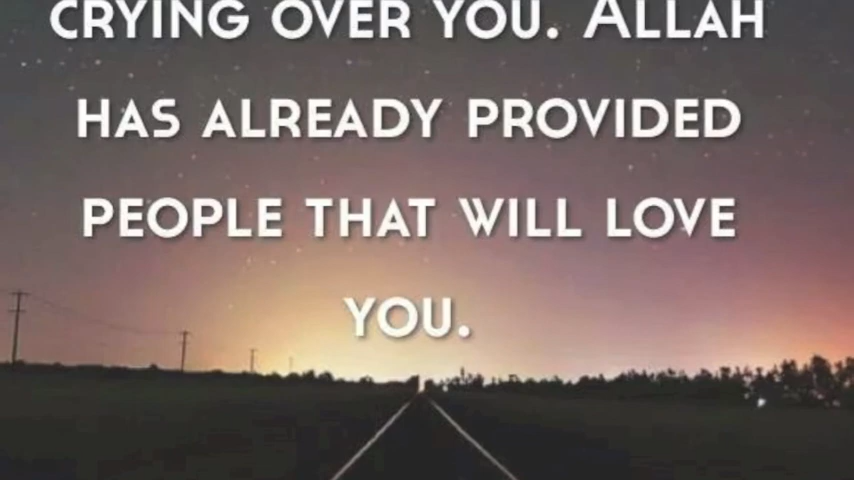 CRYING OVER YOU. ALLAH
HAS ALREADY PROVIDED
PEOPLE THAT WILL LOVE
YOU.